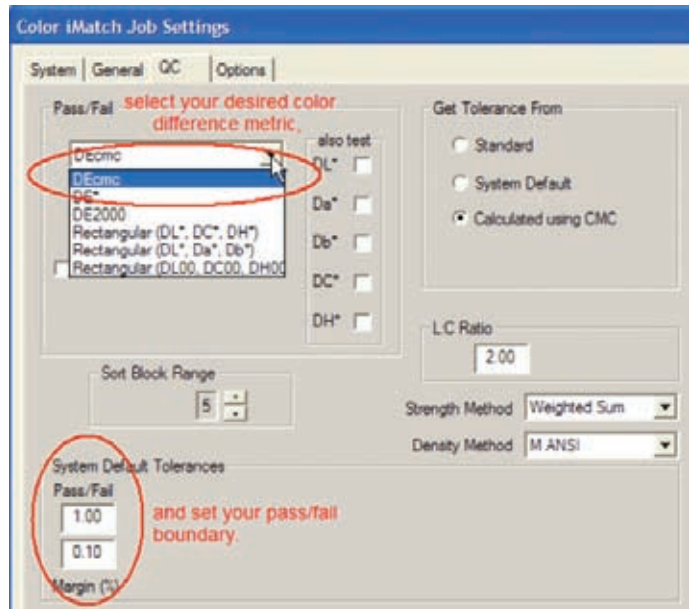 Color iMatch Job Settings
System General QC Options
Pass/Fail
select your desired color
difference metric,
DEcmc
DEcmc
DE*
DE2000
Rectangular (DL*, DC*, DH*)
Rectangular (DL*, Da*, Db*)
Rectangular (DL00, DC00, DH00
also test
DL*
Da*
Db*
DC*
DH*
Get Tolerance From
Standard
System Default
Calculated using CMC
L:C Ratio
2.00
Sort Block Range
5
Strength Method Weighted Sum
Density Method M ANSI
System Default Tolerances
Pass/Fail
1.00
0.10
Margin (%)
and set your pass/fail
boundary.